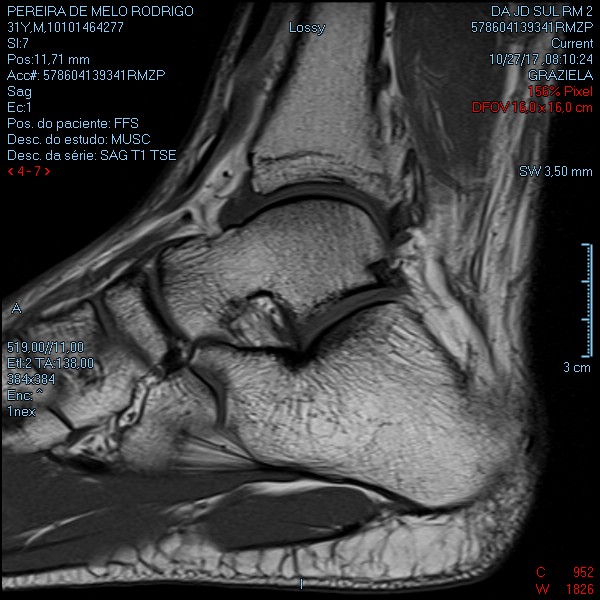 PEREIRA DE MELO RODRIGO
31Y,M,10101464277
Sl:7
Pos:11,71 mm
Acc#: 578604139341RMZP
Sag
Ec:1
Pos. do paciente: FFS
Desc. do estudo: MUSC
Desc. da série: SAG T1 TSE
< 4 - 7 >
Lossy
DA JD SUL RM 2
578604139341RMZP
Current
10/27/17 ,08:10:24
GRAZIELA
156% Pixel
DFOV 16,0 x 16,0 cm
SW 3,50 mm
A
3 cm
519,00//11,00
Etl:2 TA:138,00
384x384
Enc: ^
1nex
C 952
W 1826